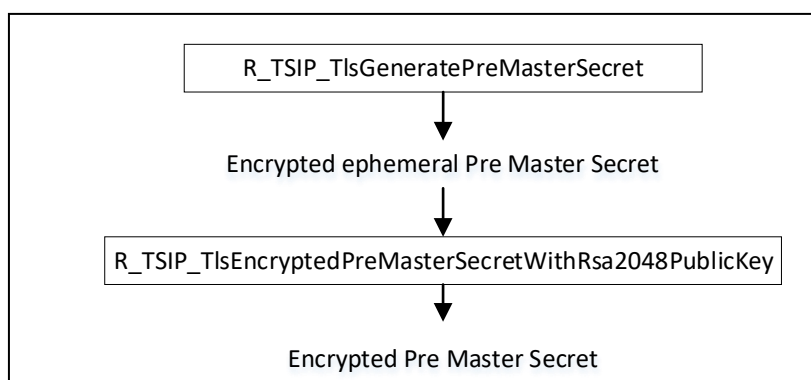 R_TSIP_TlsGeneratePreMasterSecret
Encrypted ephemeral Pre Master Secret
R_TSIP_TlsEncryptedPreMasterSecretWithRsa2048PublicKey
Encrypted Pre Master Secret